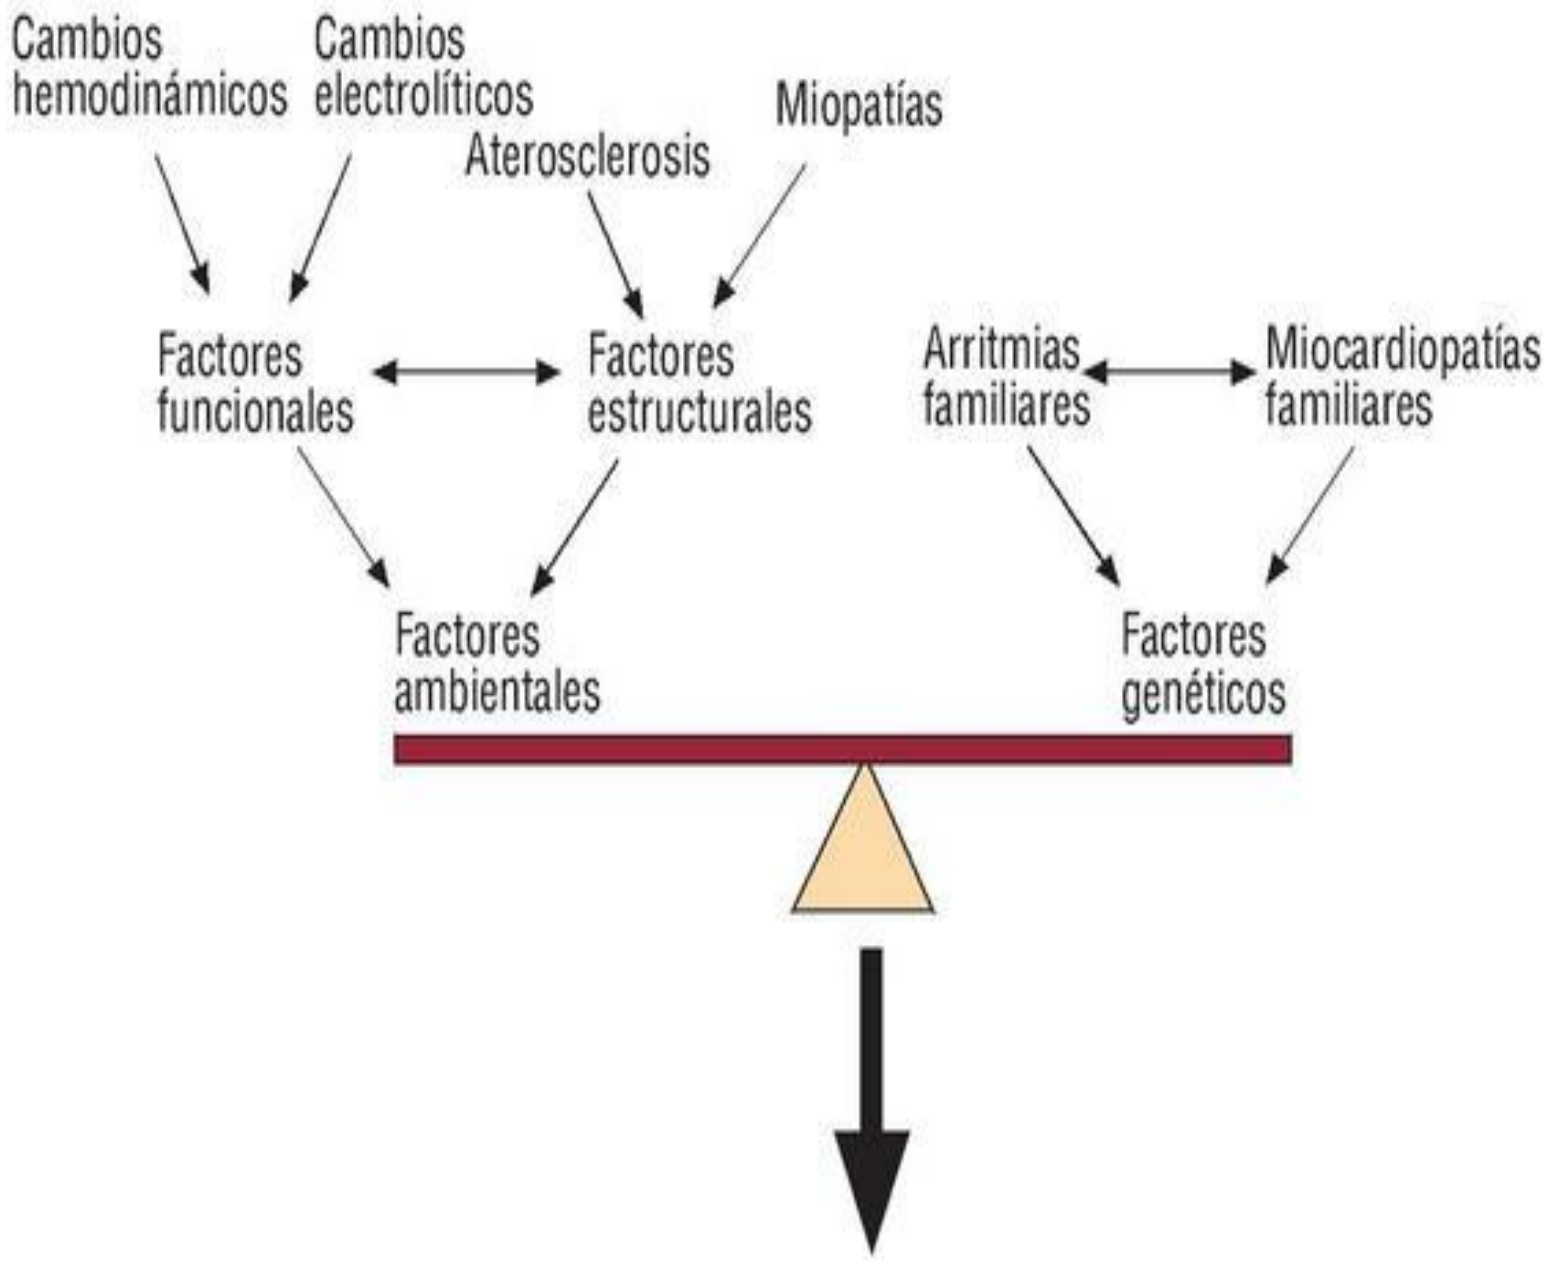 Cambios
hemodinámicos
Cambios
electrolíticos
Aterosclerosis
Miopatías
Factores
funcionales
Factores
estructurales
Arritmias
familiares
Miocardiopatías
familiares
Factores
ambientales
Factores
genéticos